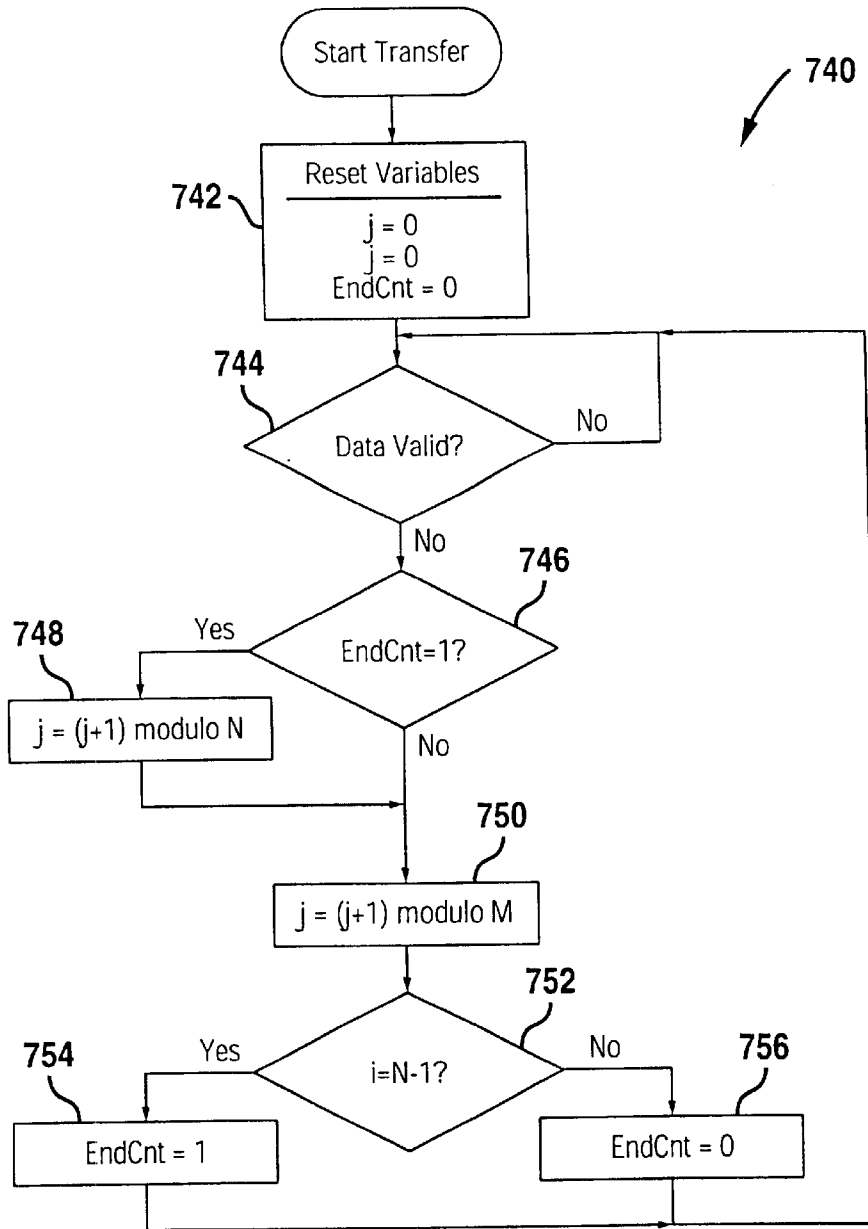 Start Transfer
740
742
Reset Variables
j = 0
j = 0
EndCnt = 0
744
Data Valid?
No
No
746
748
Yes
EndCnt=1?
j = (j+1) modulo N
No
750
j = (j+1) modulo M
752
754
Yes
i=N-1?
No
756
EndCnt = 1
EndCnt = 0